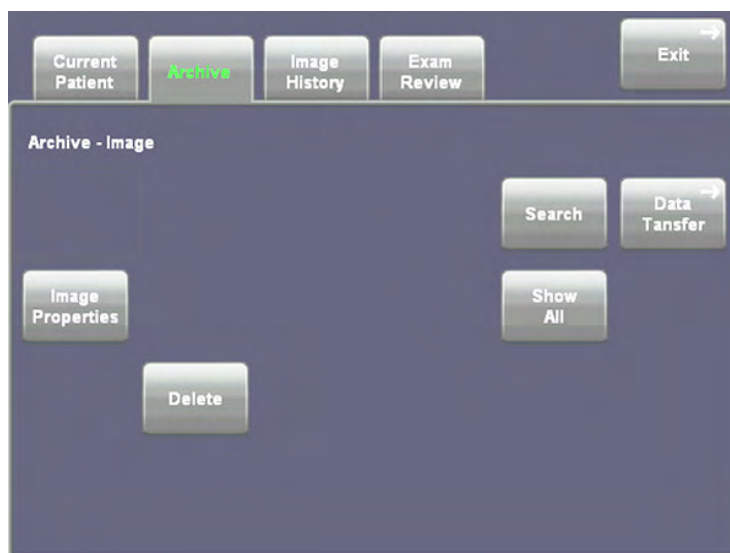 Current
Patient
Archive
Image
History
Exam
Review
Exit
Archive - Image
Search
Data
Tansfer
Image
Properties
Show
All
Delete